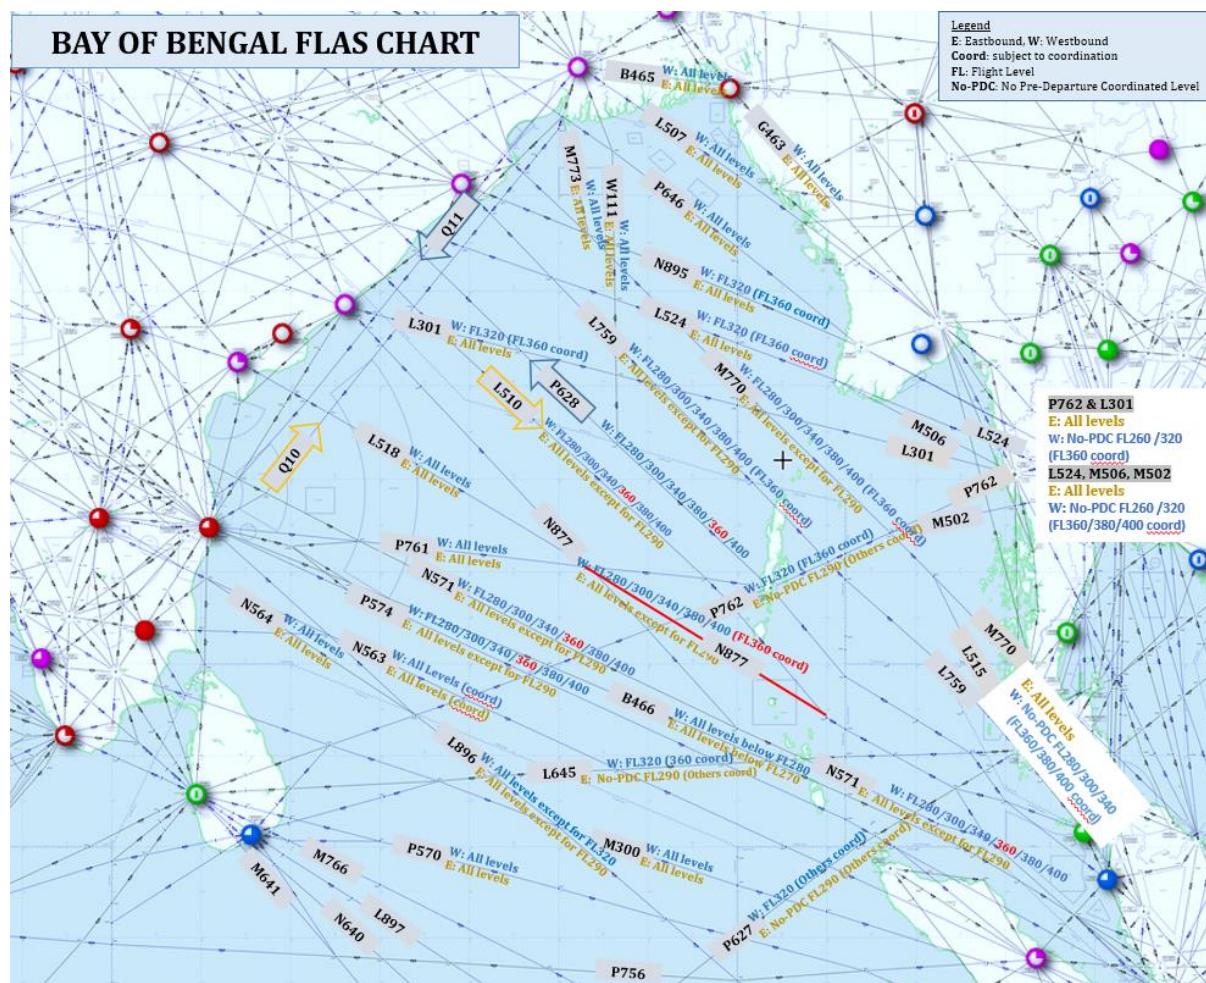 BAY OF BENGAL FLAS CHART
Legend
E: Eastbound, W: Westbound
Coord: subject to coordination
FL: Flight Level
No-PDC: No Pre-Departure Coordinated Level
B465
W: All levels
E: All levels
G463
W: All levels
E: All levels
L507
W: All levels
E: All levels
M773
W: All levels
E: All levels
W111
W: All levels
E: All levels
P646
W: All levels
E: All levels
Q11
N895
W: FL320 (FL360 coord)
E: All levels
L524
W: FL320 (FL360 coord)
E: All levels
L301
W: FL320 (FL360 coord)
E: All levels
L759
W: FL280/300/340/380/400 (FL360 coord)
E: All levels except for FL290
M770
W: FL280/300/340/380/400 (FL360 coord)
E: All levels except for FL290
L510
W: FL280/300/340/360/380/400
E: All levels except for FL290
P628
W: FL280/300/340/380/360/400
Q10
L518
W: All levels
E: All levels
M506
L301
L524
P762
M502
P762 & L301
E: All levels
W: No-PDC FL260 /320
(FL360 coord)
L524, M506, M502
E: All levels
W: No-PDC FL260 /320
(FL360/380/400 coord)
N877
W: FL280/300/340/380/400 (FL360 coord)
E: All levels except for FL290
N877
P762
W: FL320 (FL360 coord)
E: No-PDC FL290 (Others coord)
P761
W: All levels
E: All levels
N571
W: FL280/300/340/360/380/400
E: All levels except for FL290
P574
W: FL280/300/340/360/380/400
E: All levels except for FL290
N564
W: All levels
E: All levels
N563
W: All Levels (coord)
E: All levels (coord)
B466
W: All levels below FL280
E: All levels below FL270
M770
L515
L759
E: All levels
W: No-PDC FL280/300/340
(FL360/380/400 coord)
L896
W: All levels except for FL320
E: All levels except for FL290
L645
W: FL320 (360 coord)
E: No-PDC FL290 (Others coord)
N571
W: FL280/300/340/360/380/400
E: All levels except for FL290
P570
W: All levels
E: All levels
M300
W: All levels
E: All levels
P627
W: FL320 (Others coord)
E: No-PDC FL290 (Others coord)
M766
M641
N640
L897
P756